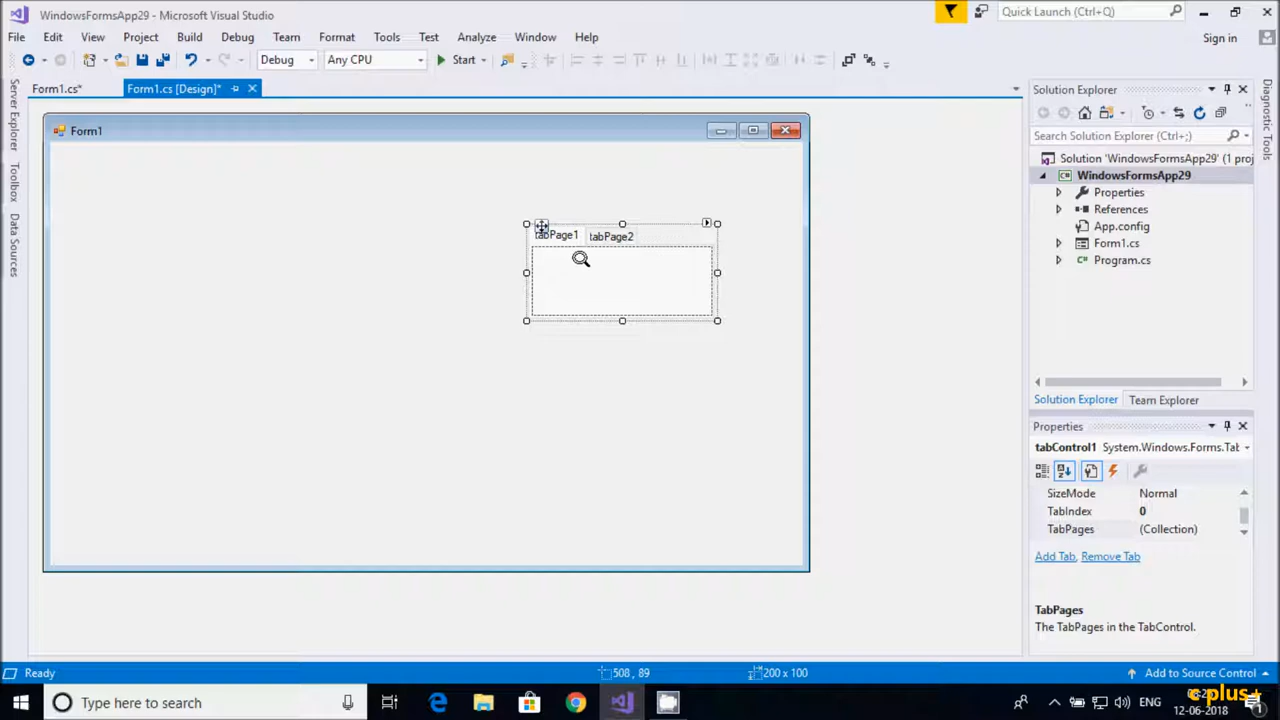 WindowsFormsApp29 - Microsoft Visual Studio
Quick Launch (Ctrl+Q)
File Edit View Project Build Debug Team Format Tools Test Analyze Window Help
Sign in
Debug Any CPU Start
Form1.cs* Form1.cs [Design]*
Server Explorer
Toolbox
Data Sources
Form1
tabPage1 tabPage2
Solution Explorer
Search Solution Explorer (Ctrl+;)
Solution 'WindowsFormsApp29' (1 proj
WindowsFormsApp29
Properties
References
App.config
Form1.cs
Program.cs
Solution Explorer Team Explorer
Diagnostic Tools
Properties
tabControl1 System.Windows.Forms.Tab
SizeMode Normal
TabIndex 0
TabPages (Collection)
Add Tab, Remove Tab
TabPages
The TabPages in the TabControl.
Ready 508 , 89 200 x 100 Add to Source Control
Type here to search
ENG
12-06-2018
c plus+
1